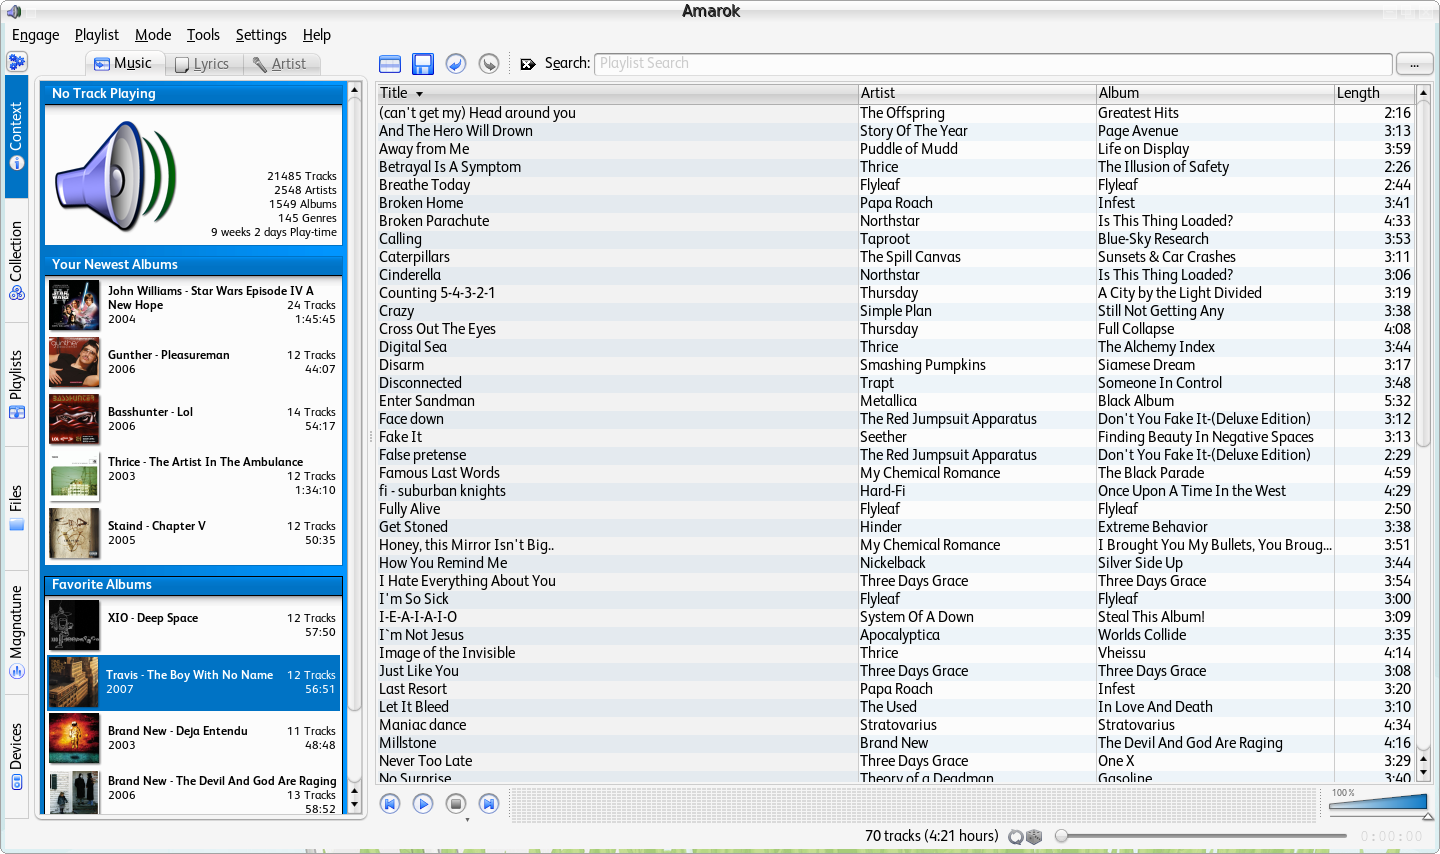 Amarok
Engage Playlist Mode Tools Settings Help
Music Lyrics Artist
Search: Playlist Search ...
Context
Collection
Playlists
Files
Magnatune
Devices
No Track Playing
21485 Tracks
2548 Artists
1549 Albums
145 Genres
9 weeks 2 days Play-time
Your Newest Albums
John Williams - Star Wars Episode IV A
New Hope 24 Tracks
2004 1:45:45
Gunther - Pleasureman 12 Tracks
2006 44:07
Basshunter - Lol 14 Tracks
2006 54:17
Thrice - The Artist In The Ambulance
2003 12 Tracks
1:34:10
Staind - Chapter V 12 Tracks
2005 50:35
Favorite Albums
XIO - Deep Space 12 Tracks
57:50
Travis - The Boy With No Name 12 Tracks
2007 56:51
Brand New - Deja Entendu 11 Tracks
2003 48:48
Brand New - The Devil And God Are Raging
2006 13 Tracks
58:52
Title Artist Album Length
(can't get my) Head around you The Offspring Greatest Hits 2:16
And The Hero Will Drown Story Of The Year Page Avenue 3:13
Away from Me Puddle of Mudd Life on Display 3:59
Betrayal Is A Symptom Thrice The Illusion of Safety 2:26
Breathe Today Flyleaf Flyleaf 2:44
Broken Home Papa Roach Infest 3:41
Broken Parachute Northstar Is This Thing Loaded? 4:33
Calling Taproot Blue-Sky Research 3:53
Caterpillars The Spill Canvas Sunsets & Car Crashes 3:11
Cinderella Northstar Is This Thing Loaded? 3:06
Counting 5-4-3-2-1 Thursday A City by the Light Divided 3:19
Crazy Simple Plan Still Not Getting Any 3:38
Cross Out The Eyes Thursday Full Collapse 4:08
Digital Sea Thrice The Alchemy Index 3:44
Disarm Smashing Pumpkins Siamese Dream 3:17
Disconnected Trapt Someone In Control 3:48
Enter Sandman Metallica Black Album 5:32
Face down The Red Jumpsuit Apparatus Don't You Fake It-(Deluxe Edition) 3:12
Fake It Seether Finding Beauty In Negative Spaces 3:13
False pretense The Red Jumpsuit Apparatus Don't You Fake It-(Deluxe Edition) 2:29
Famous Last Words My Chemical Romance The Black Parade 4:59
fi - suburban knights Hard-Fi Once Upon A Time In the West 4:29
Fully Alive Flyleaf Flyleaf 2:50
Get Stoned Hinder Extreme Behavior 3:38
Honey, this Mirror Isn't Big.. My Chemical Romance I Brought You My Bullets, You Broug... 3:51
How You Remind Me Nickelback Silver Side Up 3:44
I Hate Everything About You Three Days Grace Three Days Grace 3:54
I'm So Sick Flyleaf Flyleaf 3:00
I-E-A-I-A-I-O System Of A Down Steal This Album! 3:09
I`m Not Jesus Apocalyptica Worlds Collide 3:35
Image of the Invisible Thrice Vheissu 4:14
Just Like You Three Days Grace Three Days Grace 3:08
Last Resort Papa Roach Infest 3:20
Let It Bleed The Used In Love And Death 3:10
Maniac dance Stratovarius Stratovarius 4:34
Millstone Brand New The Devil And God Are Raging 4:16
Never Too Late Three Days Grace One X 3:29
No Surprise Theory of a Deadman Gasoline 3:40
100%
70 tracks (4:21 hours) 0:00:00